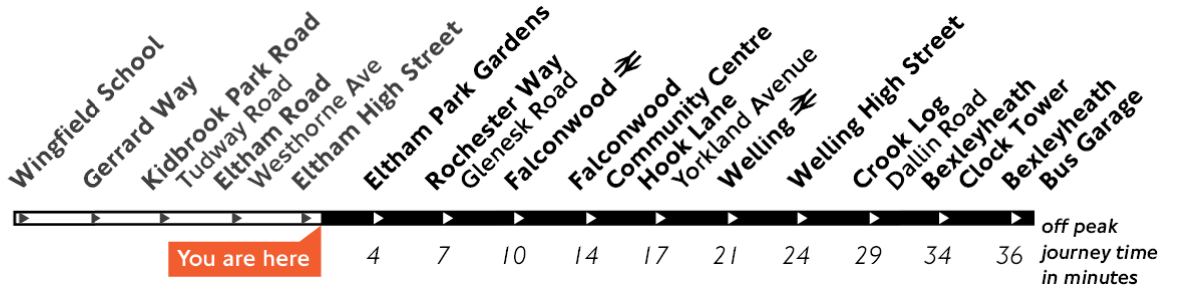 Wingfield School
Gerrard Way
Kidbrook Park Road
Tudway Road
Eltham Road
Westhorne Ave
Eltham High Street
Eltham Park Gardens
Rochester Way
Glenesk Road
Falconwood
Falconwood
Community Centre
Hook Lane
Yorkland Avenue
Welling
Welling High Street
Crook Log
Dallin Road
Bexleyheath
Clock Tower
Bexleyheath
Bus Garage
You are here
4 7 10 14 17 21 24 29 34 36
off peak
journey time
in minutes